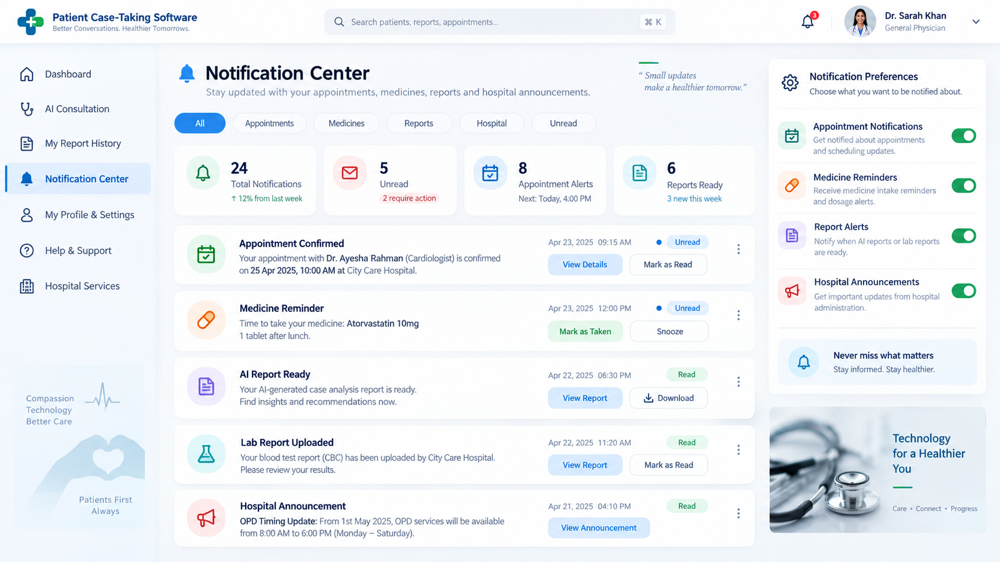 Patient Case-Taking Software
Better Conversations. Healthier Tomorrows.
Search patients, reports, appointments...
⌘ K
3
Dr. Sarah Khan
General Physician
Dashboard
AI Consultation
My Report History
Notification Center
My Profile & Settings
Help & Support
Hospital Services
Compassion
Technology
Better Care
Patients First
Always
Notification Center
Stay updated with your appointments, medicines, reports and hospital announcements.
“ Small updates
make a healthier tomorrow.”
All
Appointments
Medicines
Reports
Hospital
Unread
24
Total Notifications
↑ 12% from last week
5
Unread
2 require action
8
Appointment Alerts
Next: Today, 4:00 PM
6
Reports Ready
3 new this week
Appointment Confirmed
Your appointment with Dr. Ayesha Rahman (Cardiologist) is confirmed
on 25 Apr 2025, 10:00 AM at City Care Hospital.
Apr 23, 2025 09:15 AM
Unread
View Details
Mark as Read
Medicine Reminder
Time to take your medicine: Atorvastatin 10mg
1 tablet after lunch.
Apr 23, 2025 12:00 PM
Unread
Mark as Taken
Snooze
AI Report Ready
Your AI-generated case analysis report is ready.
Find insights and recommendations now.
Apr 22, 2025 06:30 PM
Read
View Report
Download
Lab Report Uploaded
Your blood test report (CBC) has been uploaded by City Care Hospital.
Please review your results.
Apr 22, 2025 11:20 AM
Read
View Report
Mark as Read
Hospital Announcement
OPD Timing Update: From 1st May 2025, OPD services will be available
from 8:00 AM to 6:00 PM (Monday – Saturday).
Apr 21, 2025 04:10 PM
Read
View Announcement
Notification Preferences
Choose what you want to be notified about.
Appointment Notifications
Get notified about appointments
and scheduling updates.
Medicine Reminders
Receive medicine intake reminders
and dosage alerts.
Report Alerts
Notify when AI reports or lab reports
are ready.
Hospital Announcements
Get important updates from hospital
administration.
Never miss what matters
Stay informed. Stay healthier.
Technology
for a Healthier
You
Care • Connect • Progress